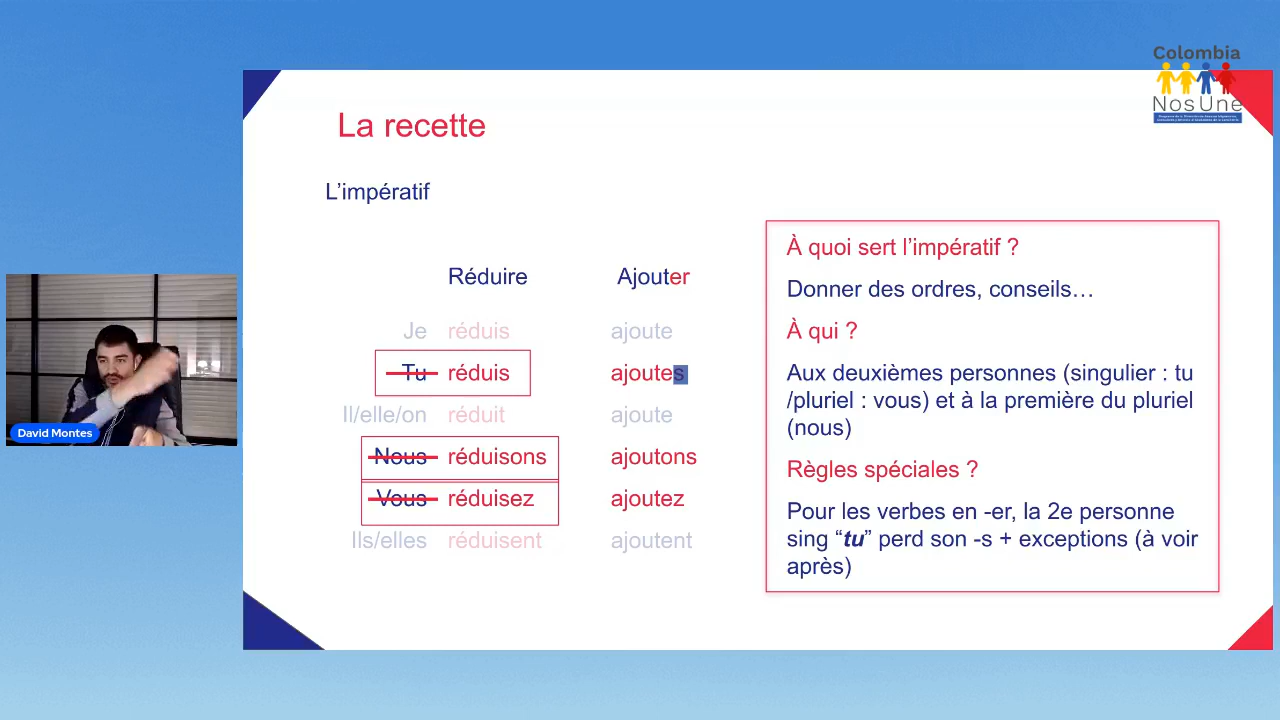 Colombia
NosUne
La recette
L'impératif
Réduire Ajouter
Je réduis ajoute
Tu réduis ajoutes
Il/elle/on réduit ajoute
Nous réduisons ajoutons
Vous réduisez ajoutez
Ils/elles réduisent ajoutent
À quoi sert l'impératif ?
Donner des ordres, conseils…
À qui ?
Aux deuxièmes personnes (singulier : tu
/pluriel : vous) et à la première du pluriel
(nous)
Règles spéciales ?
Pour les verbes en -er, la 2e personne
sing “tu” perd son -s + exceptions (à voir
après)
David Montes